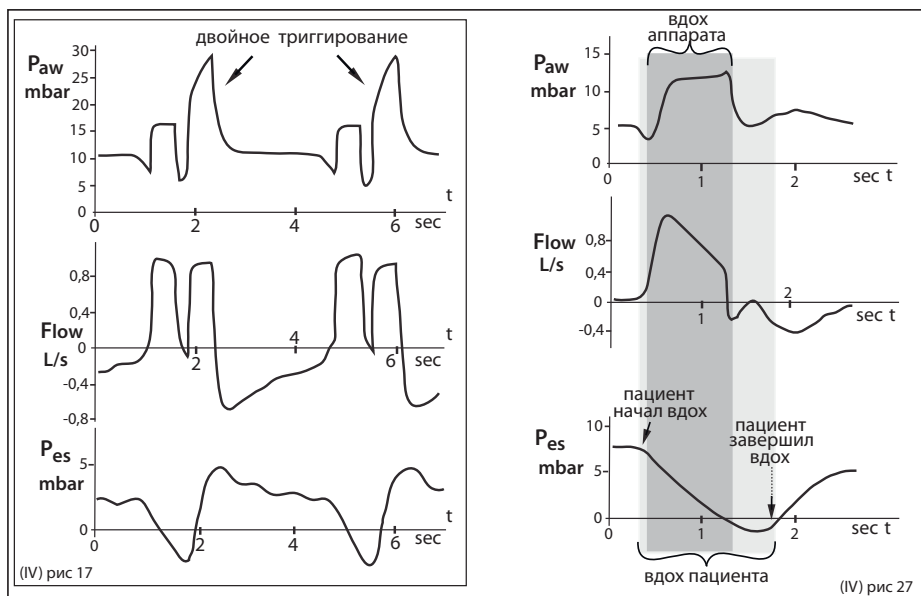 двойное триггирование
Paw
mbar
30
25
20
15
10
5
0
0
2
4
6
t
sec
Flow
L/s
0,8
0,4
0
-0,4
-0,8
2
4
6
t
sec
Pes
mbar
5
0
0
2
4
6
t
sec
(IV) рис 17
вдох
аппарата
Paw
mbar
15
10
5
0
1
2
sec t
Flow
L/s
0,8
0,4
0
-0,4
1
2
sec t
пациент
начал вдох
пациент
завершил
вдох
Pes
mbar
10
5
0
0
1
2
sec t
вдох пациента
(IV) рис 27